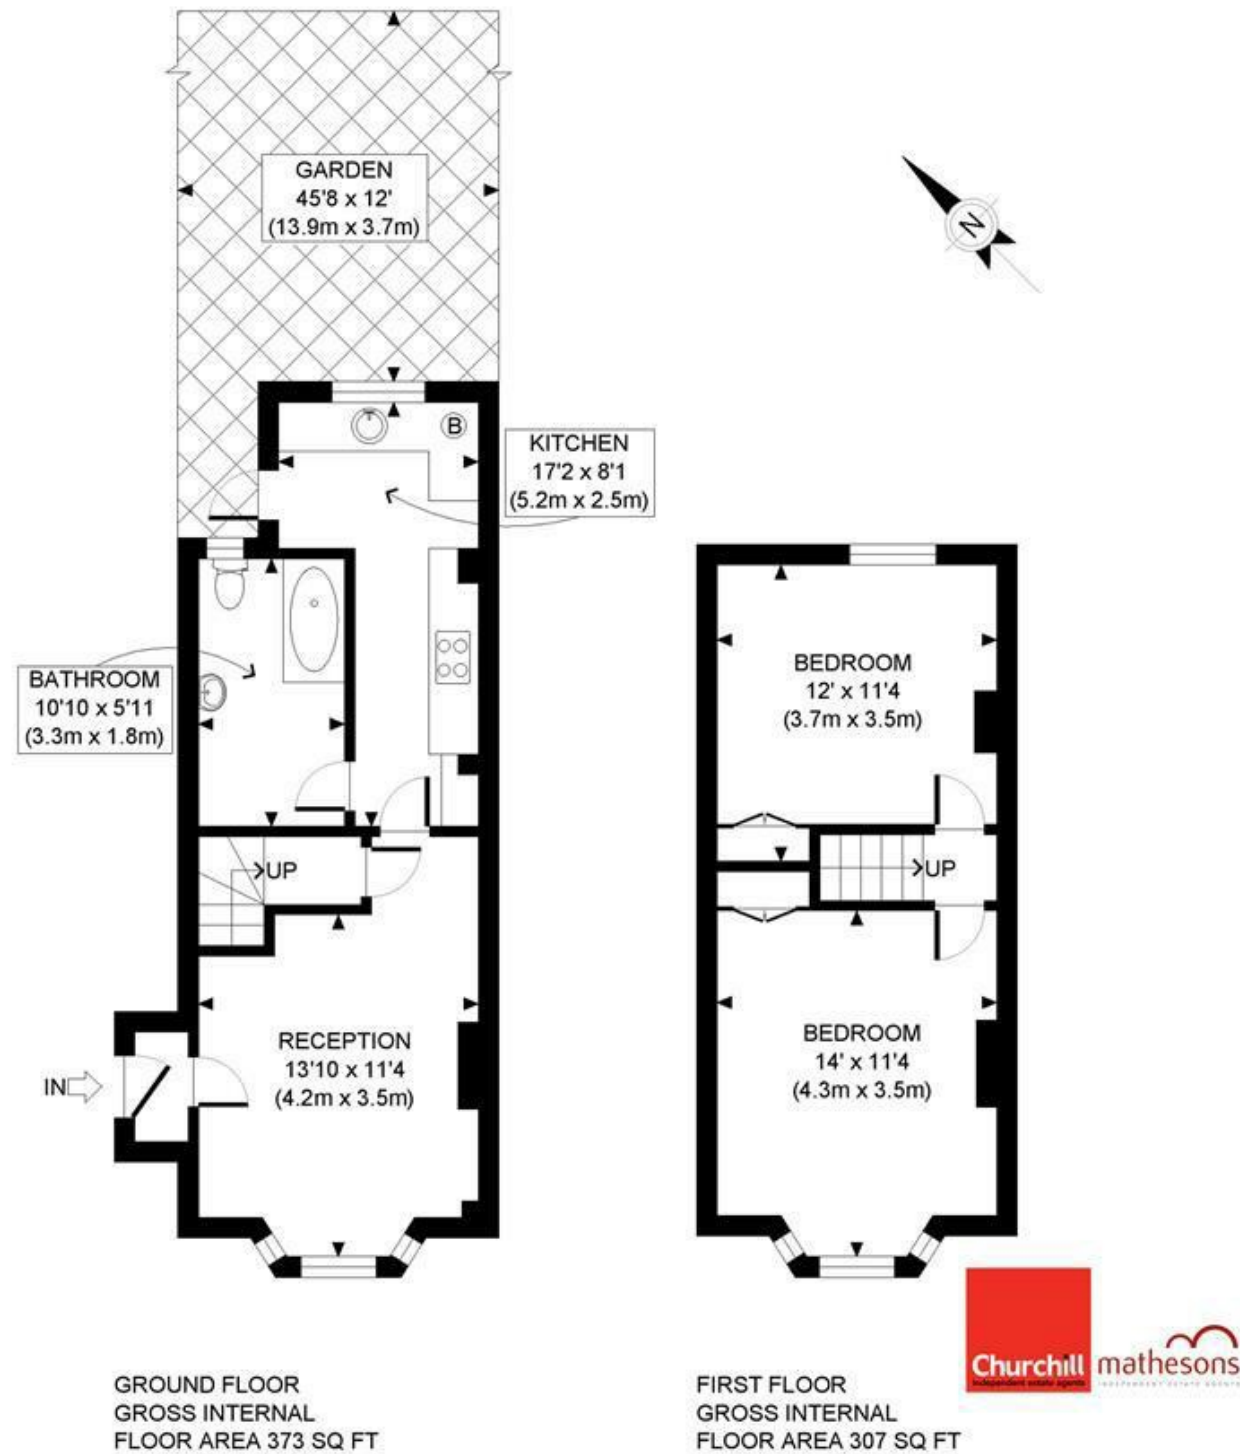 GARDEN
45'8 x 12'
(13.9m x 3.7m)
N
B
KITCHEN
17'2 x 8'1
(5.2m x 2.5m)
BATHROOM
10'10 x 5'11
(3.3m x 1.8m)
BEDROOM
12' x 11'4
(3.7m x 3.5m)
UP
UP
RECEPTION
13'10 x 11'4
(4.2m x 3.5m)
IN
BEDROOM
14' x 11'4
(4.3m x 3.5m)
Churchill
independent estate agents
mathesons
INDEPENDENT ESTATE AGENTS
GROUND FLOOR
GROSS INTERNAL
FLOOR AREA 373 SQ FT
FIRST FLOOR
GROSS INTERNAL
FLOOR AREA 307 SQ FT